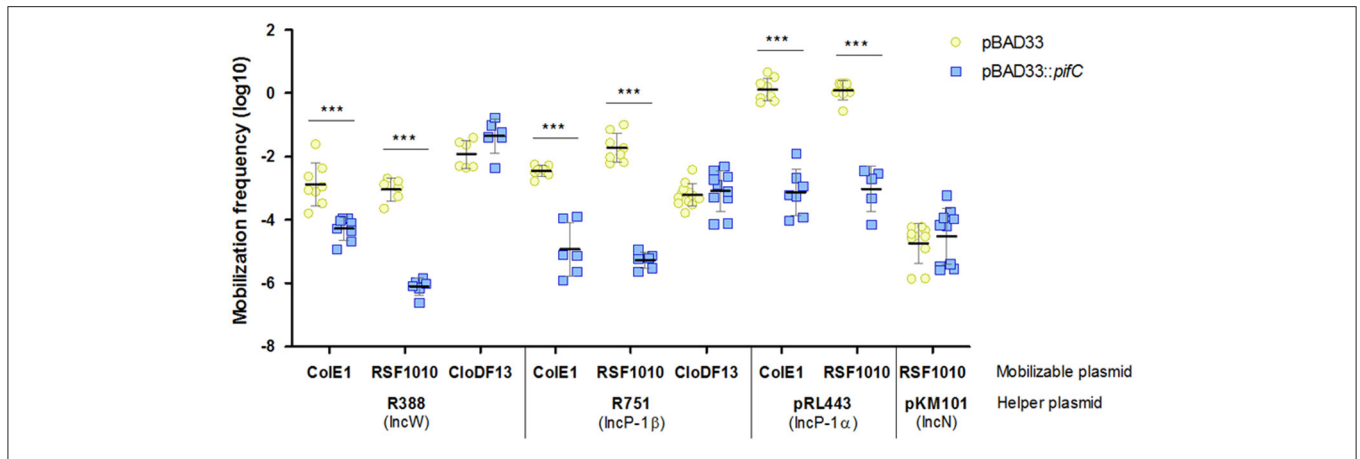 pBAD33
pBAD33::pifC
Mobilization frequency (log10)
2
0
-2
-4
-6
-8
***
***
***
***
***
***
ColE1 RSF1010 CloDF13 ColE1 RSF1010 CloDF13 ColE1 RSF1010 RSF1010 Mobilizable plasmid
R388 R751 pRL443 pKM101 Helper plasmid
(IncW) (IncP-1β) (IncP-1α) (IncN)